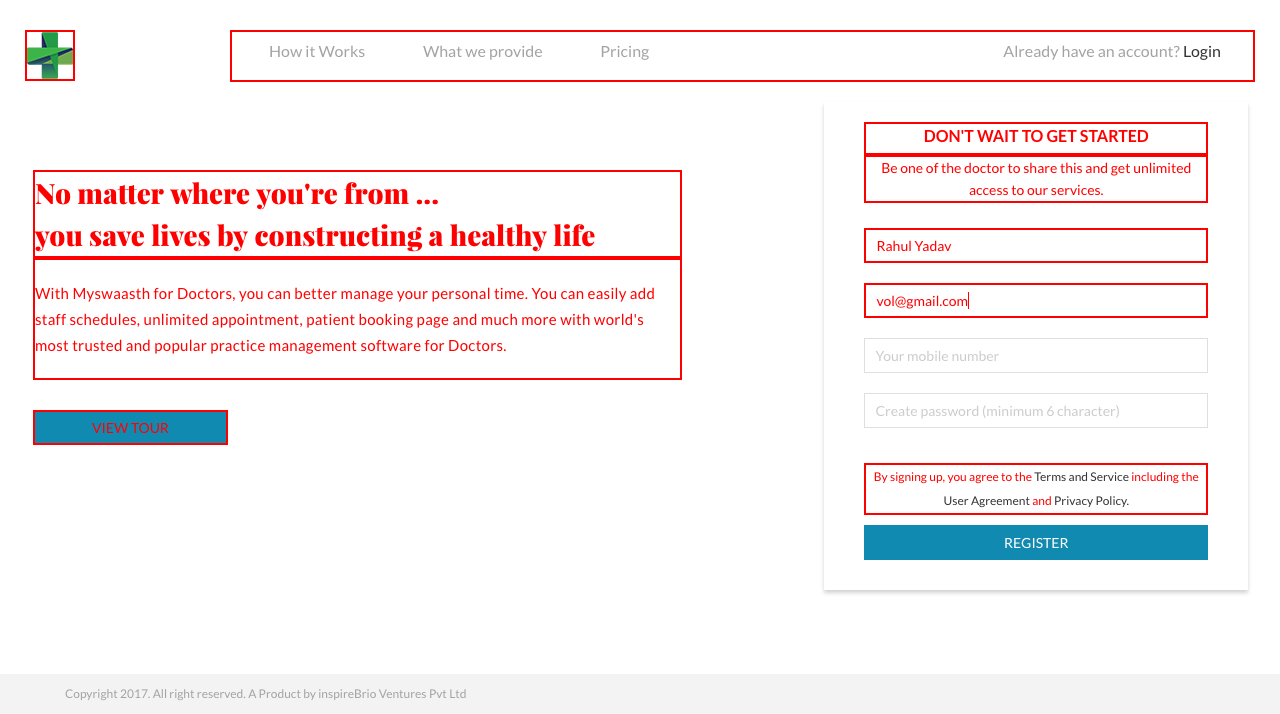 How it Works
What we provide
Pricing
Already have an account? Login
No matter where you're from ...
you save lives by constructing a healthy life
With Myswaasth for Doctors, you can better manage your personal time. You can easily add
staff schedules, unlimited appointment, patient booking page and much more with world's
most trusted and popular practice management software for Doctors.
VIEW TOUR
DON'T WAIT TO GET STARTED
Be one of the doctor to share this and get unlimited
access to our services.
Rahul Yadav
vol@gmail.com
Your mobile number
Create password (minimum 6 character)
By signing up, you agree to the Terms and Service including the
User Agreement and Privacy Policy.
REGISTER
Copyright 2017. All right reserved. A Product by inspireBrio Ventures Pvt Ltd